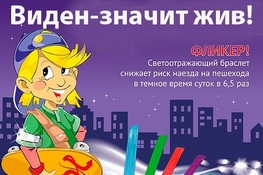 Виден-значит жив!
ФЛИКЕР!
Светоотражающий браслет
снижает риск наезда на пешехода
в темное время суток в 6,5 раз